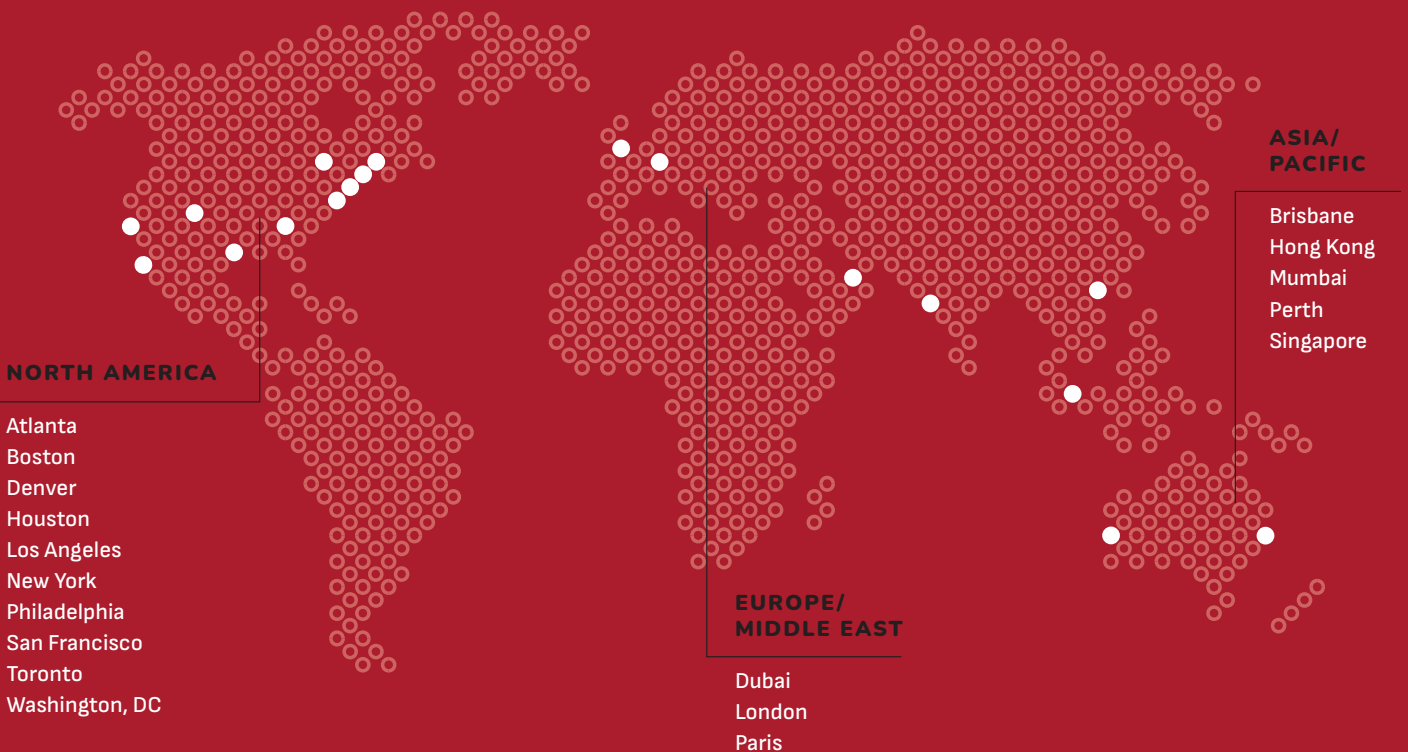 NORTH AMERICA
Atlanta
Boston
Denver
Houston
Los Angeles
New York
Philadelphia
San Francisco
Toronto
Washington, DC
EUROPE/
MIDDLE EAST
Dubai
London
Paris
ASIA/
PACIFIC
Brisbane
Hong Kong
Mumbai
Perth
Singapore